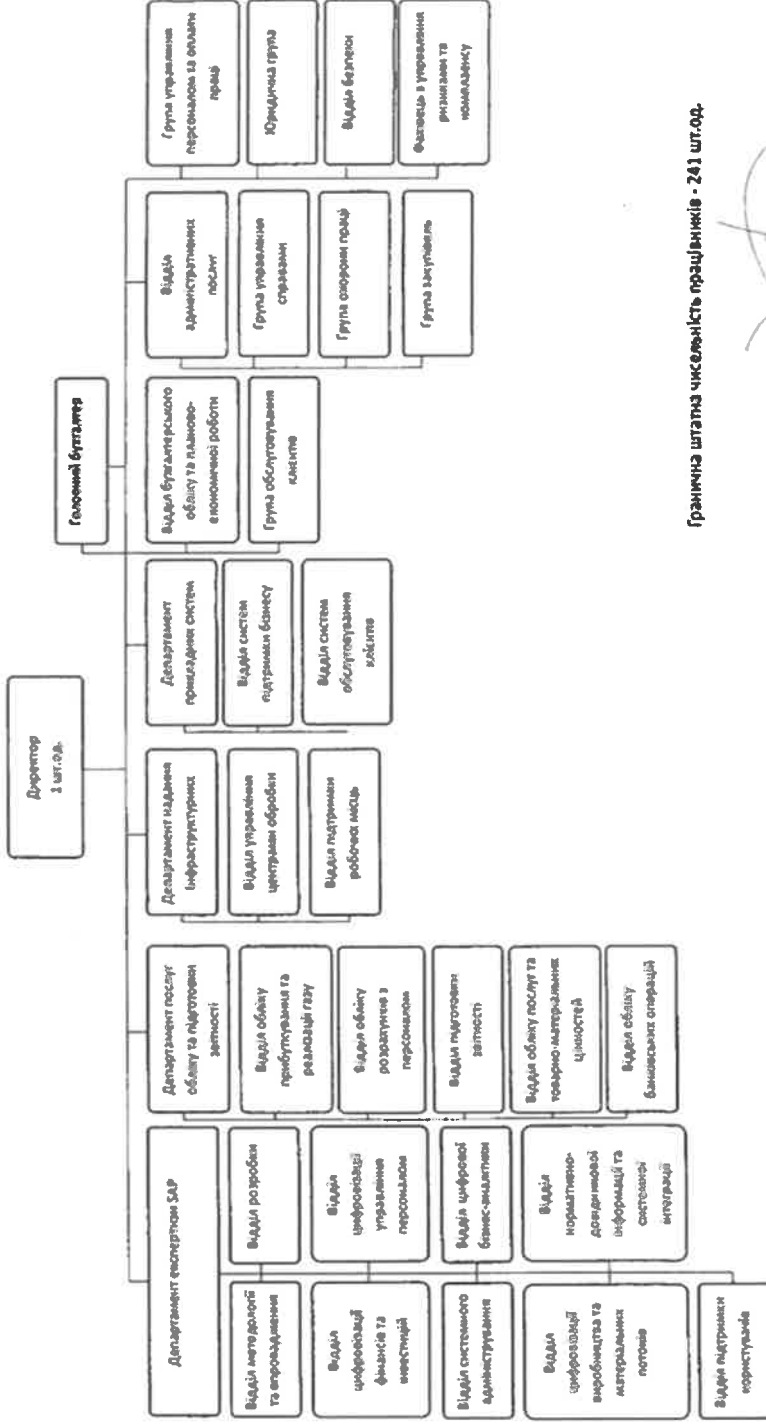 Директор
1 шт.од.
Головний бухгалтер
Департамент експертизи SAP
Відділ методології
та впровадження
Відділ розробки
Відділ
цифровізації
фінансів та
інвестицій
Відділ
цифровізації
управління
персоналом
Відділ системного
адміністрування
Відділ цифрової
бізнес-аналітики
Відділ
цифровізації
виробництва та
матеріальних
потоків
Відділ
нормативно-
довідникової
інформації та
системної
інтеграції
Відділ підтримки
користувачів
Департамент послуг
обліку та підготовки
звітності
Відділ обліку
прибуткування та
реалізації газу
Відділ обліку
розрахунків з
персоналом
Відділ підготовки
звітності
Відділ обліку послуг та
товарно-матеріальних
цінностей
Відділ обліку
банківських операцій
Департамент надання
інфраструктурних
Відділ управління
центрами обробки
Відділ підтримки
робочих місць
Департамент
прикладних систем
Відділ систем
підтримки бізнесу
Відділ систем
обслуговування
клієнтів
Відділ бухгалтерського
обліку та планово-
економічної роботи
Група обслуговування
клієнтів
Відділ
адміністративних
послуг
Група управління
справами
Група охорони праці
Група закупівель
Група управління
персоналом та оплати
праці
Юридична група
Відділ безпеки
Фахівець з управління
ризиками та
комплаєнсу
Гранична штатна чисельність працівників - 241 шт.од.